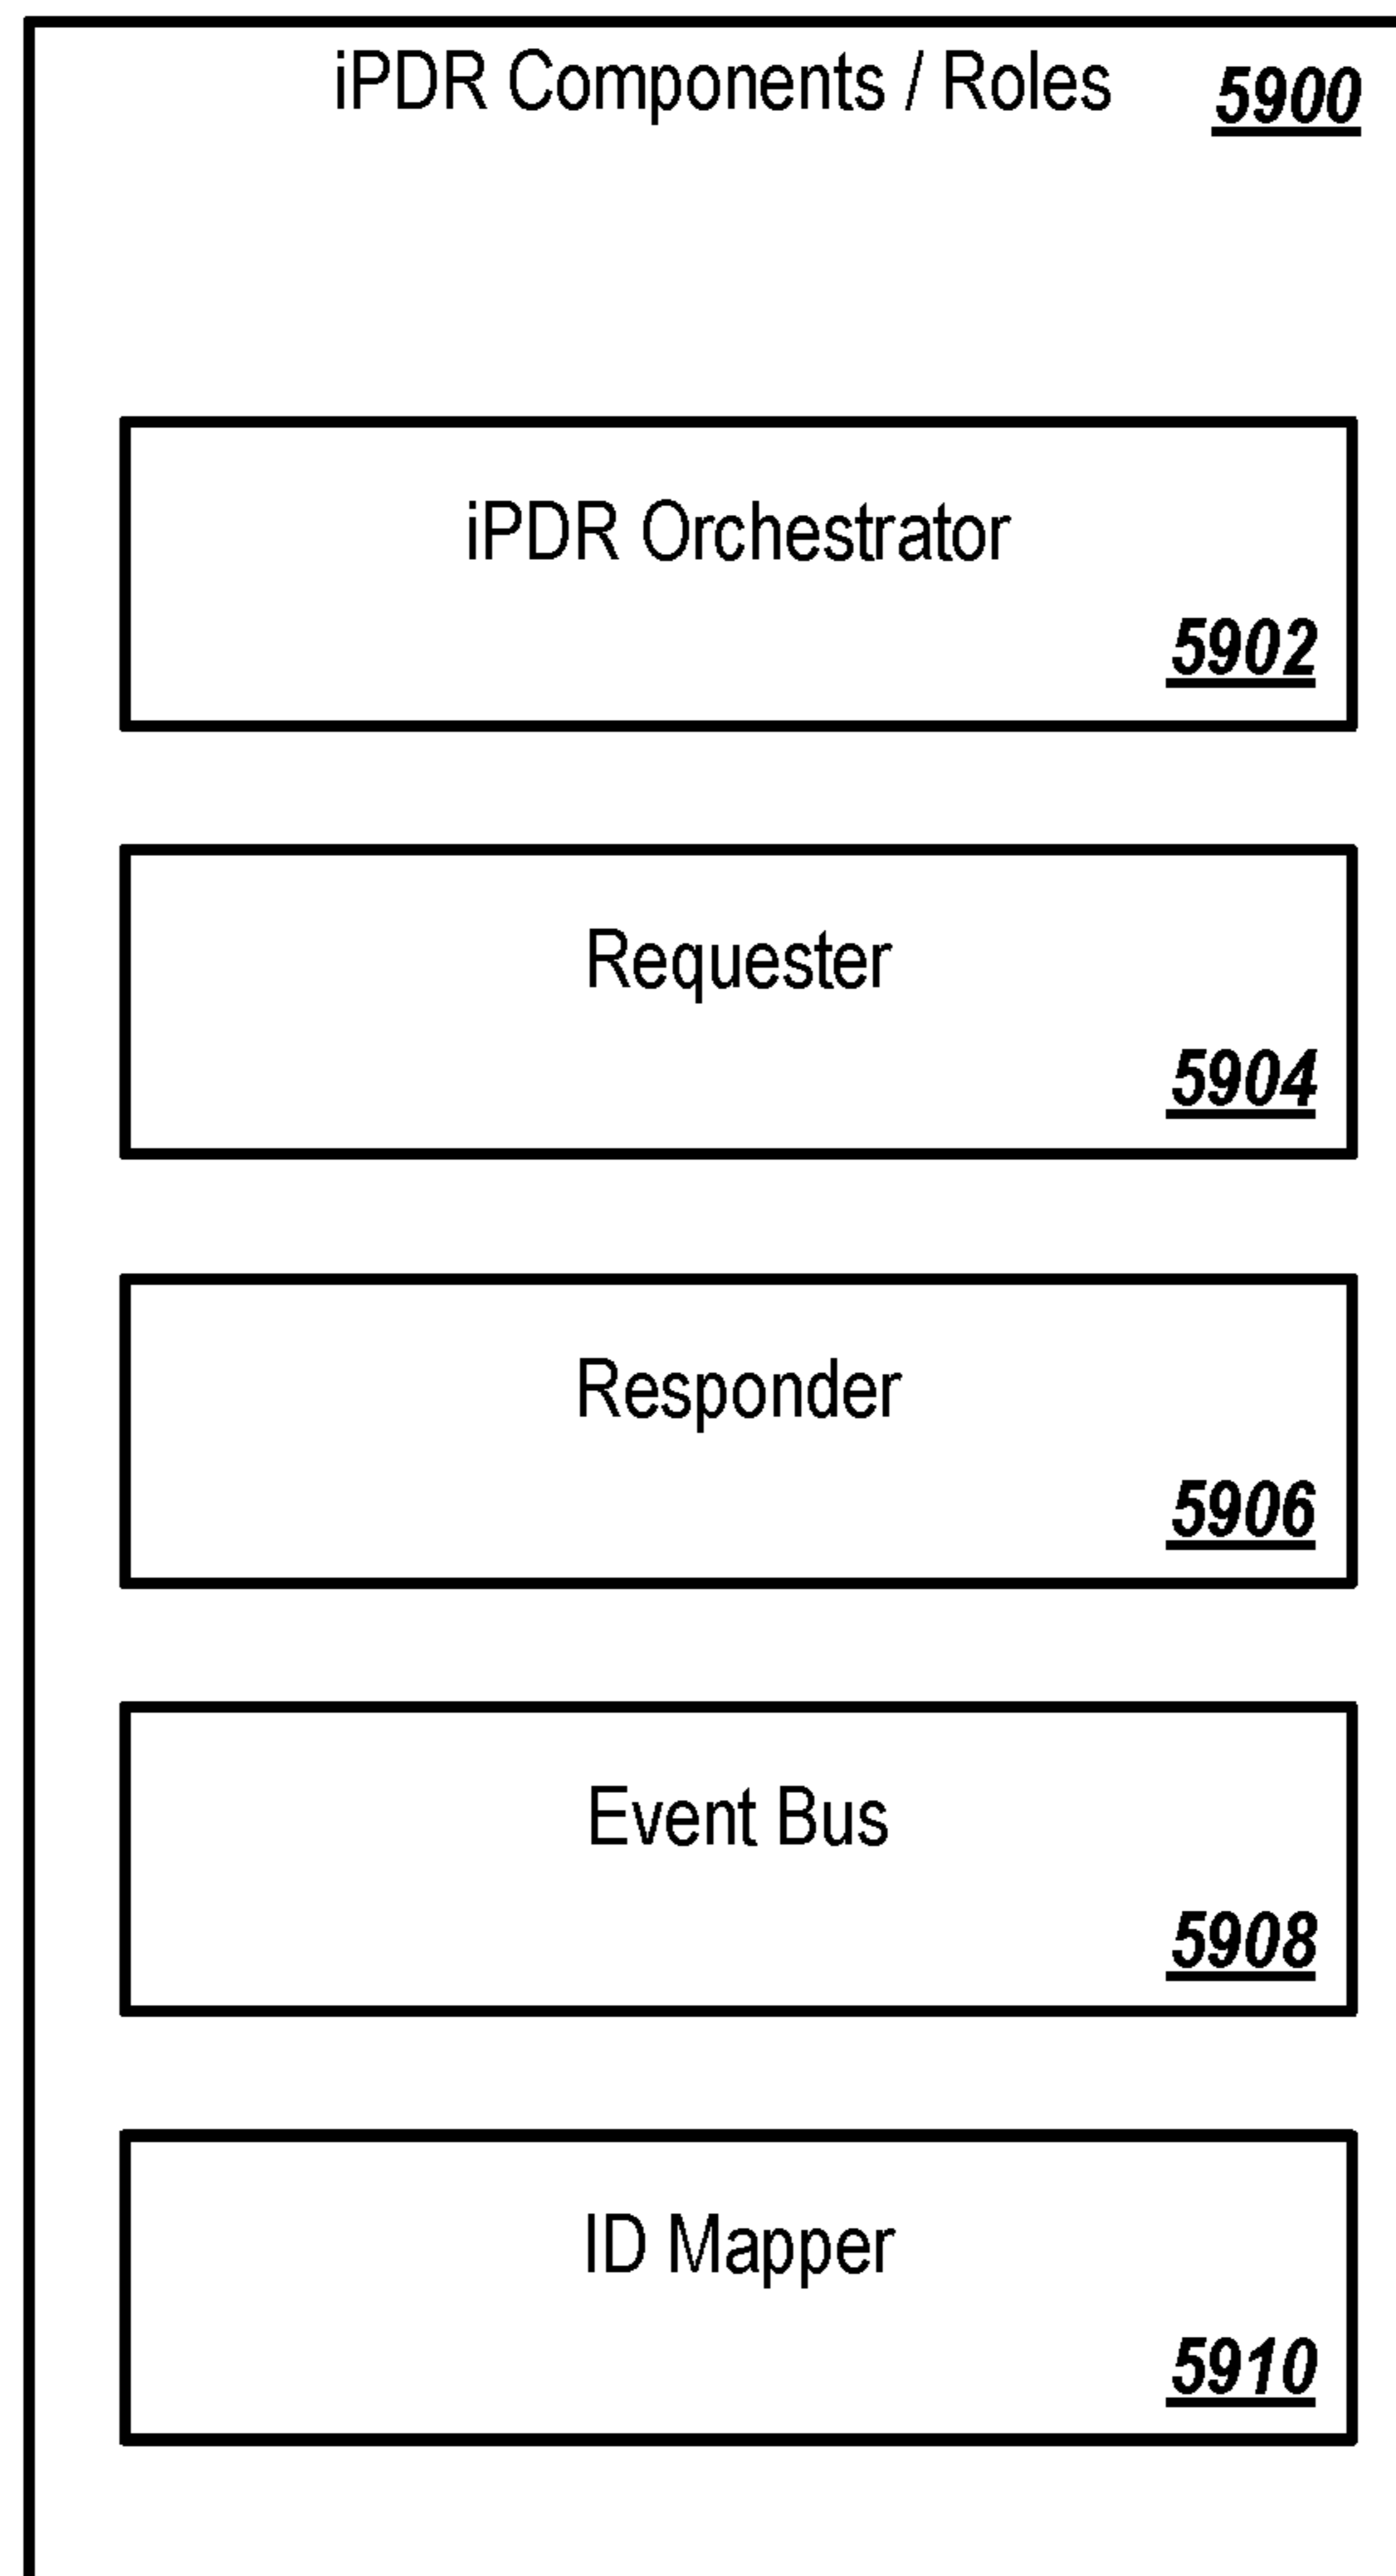 iPDR Components / Roles 5900
iPDR Orchestrator
5902
Requester
5904
Responder
5906
Event Bus
5908
ID Mapper
5910